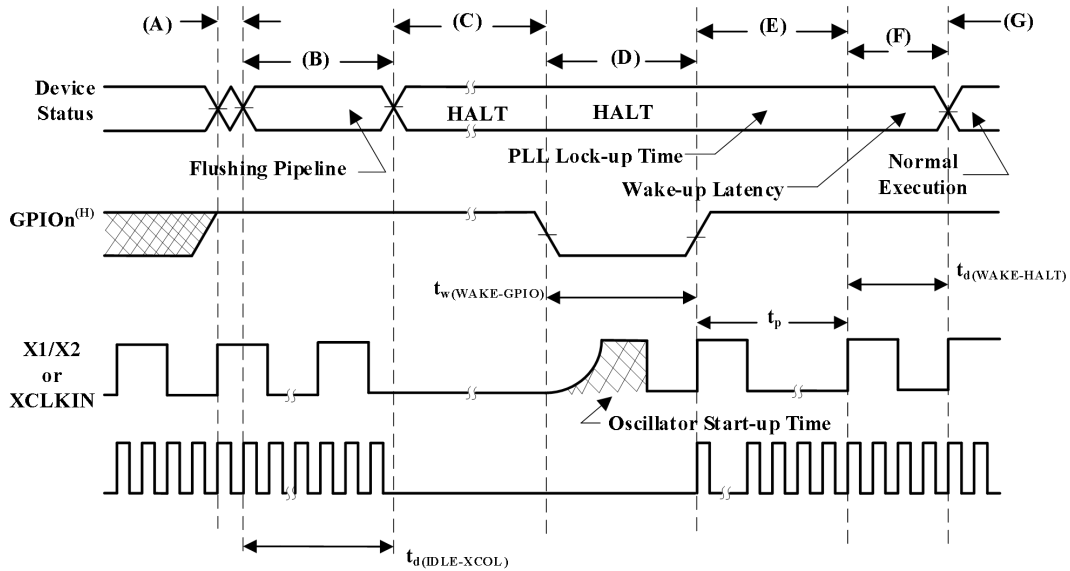 (A)
(B)
(C)
(D)
(E)
(F)
(G)
Device
Status
HALT
HALT
Flushing Pipeline
PLL Lock-up Time
Wake-up Latency
Normal
Execution
GPIOn(H)
tw(WAKE-GPIO)
td(WAKE-HALT)
tp
X1/X2
or
XCLKIN
Oscillator Start-up Time
td(IDLE-XCOL)